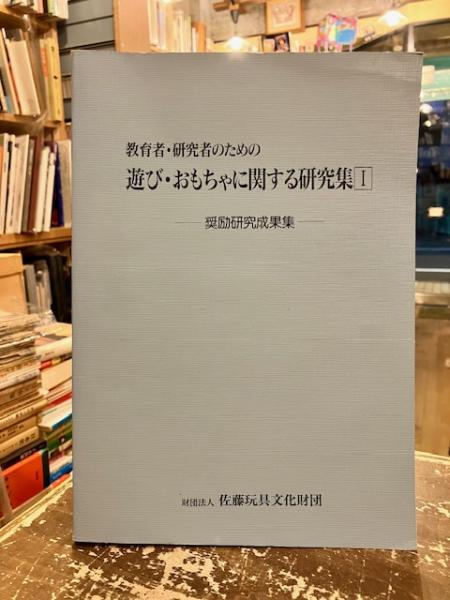 教育者・研究者のための
遊び・おもちゃに関する研究集Ⅰ
奨励研究成果集
財団法人 佐藤玩具文化財団